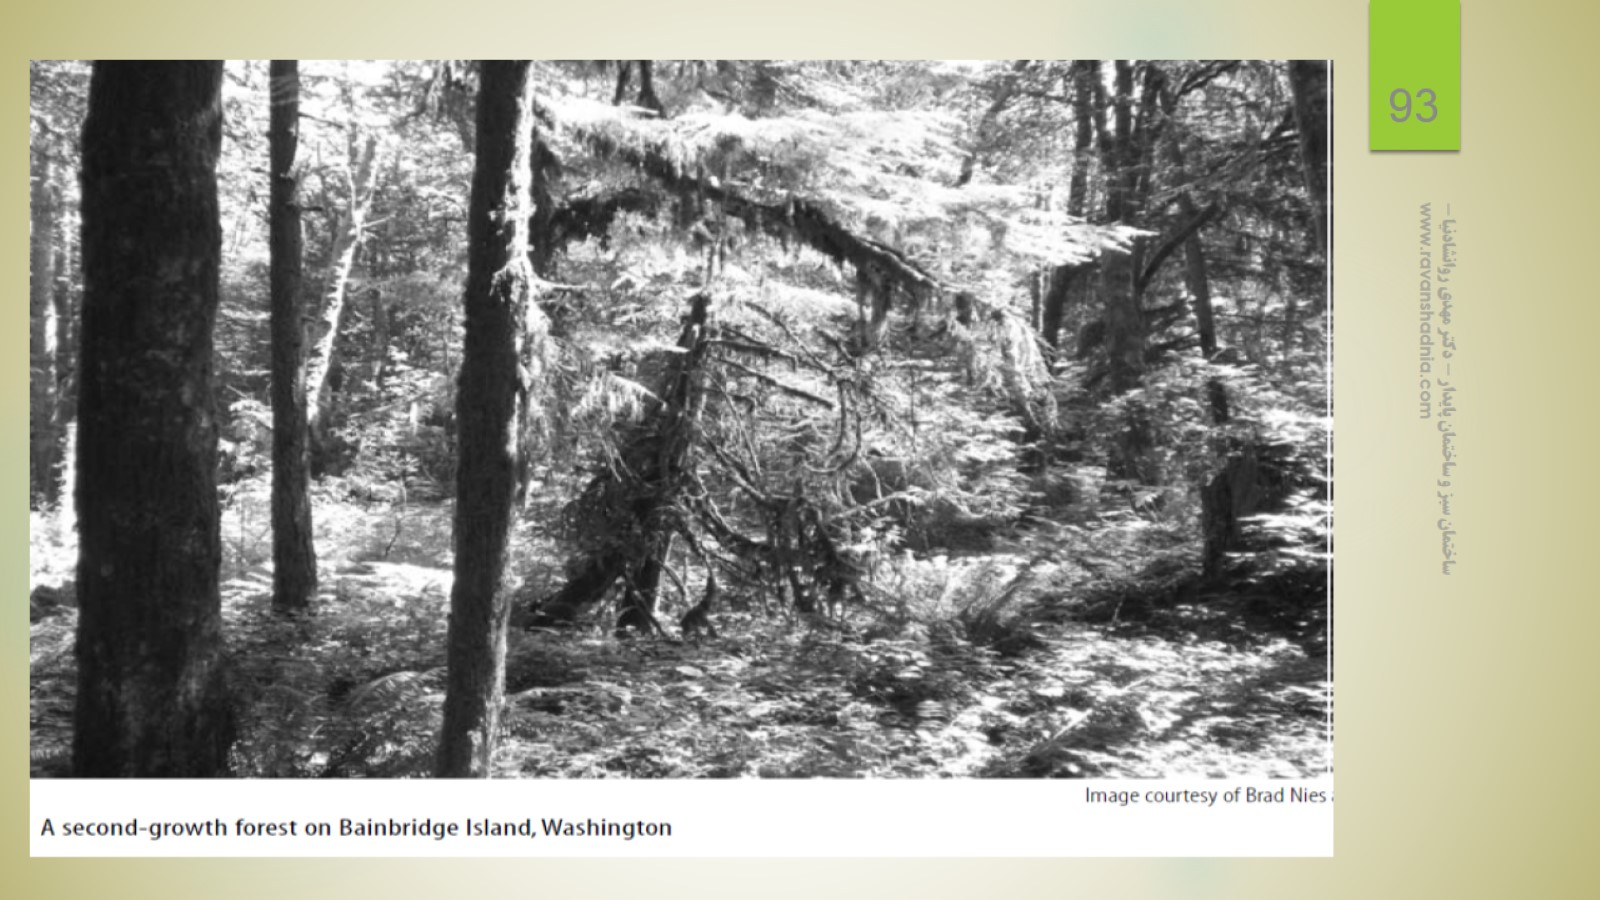 93
ساختمان سبز و ساختمان پایدار – دکتر مهدی روانشادنیا –
www.ravanshadnia.com
Image courtesy of Brad Nies
A second-growth forest on Bainbridge Island, Washington